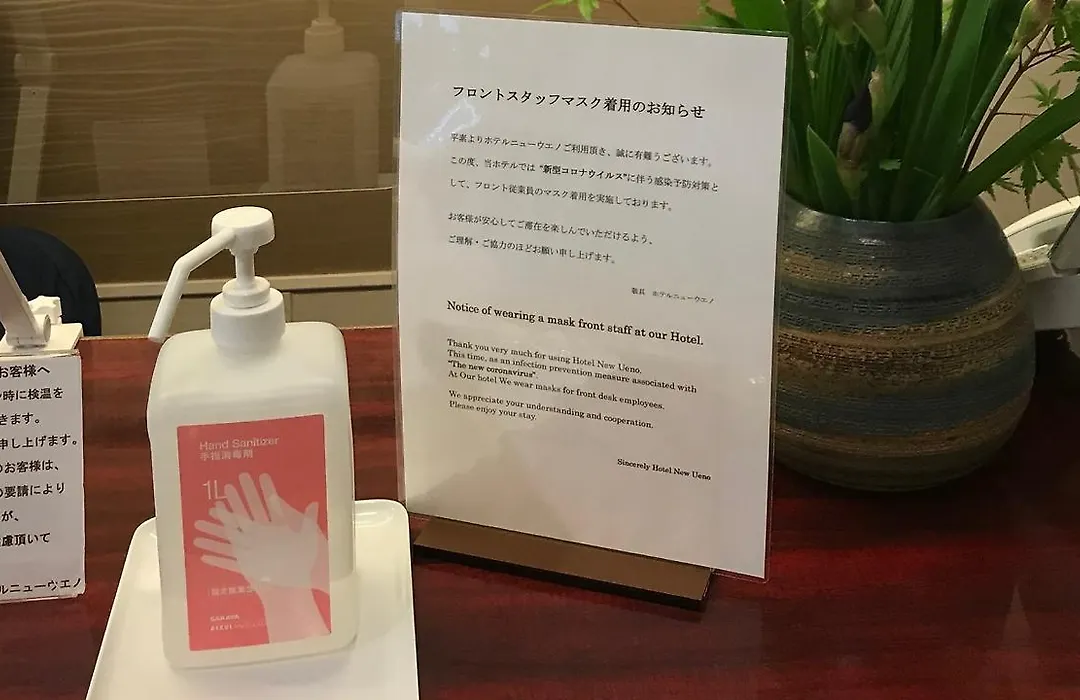 お客様へ
時に検温を
きます。
申し上げます。
のお客様は、
の要請により
が、
慮頂いて
ルニューウエノ
Hand Sanitizer
手指消毒剤
1L
SARAYA
フロントスタッフマスク着用のお知らせ
平素よりホテルニューウエノご利用頂き、誠に有難うございます。
この度、当ホテルでは "新型コロナウイルス"に伴う感染予防対策と
して、フロント従業員のマスク着用を実施しております。
お客様が安心してご滞在を楽しんでいただけるよう、
ご理解・ご協力のほどお願い申し上げます。
敬具 ホテルニューウエノ
Notice of wearing a mask front staff at our Hotel.
Thank you very much for using Hotel New Ueno.
This time, as an infection prevention measure associated with
"The new coronavirus".
At Our hotel We wear masks for front desk employees.
We appreciate your understanding and cooperation.
Please enjoy your stay.
Sincerely Hotel New Ueno